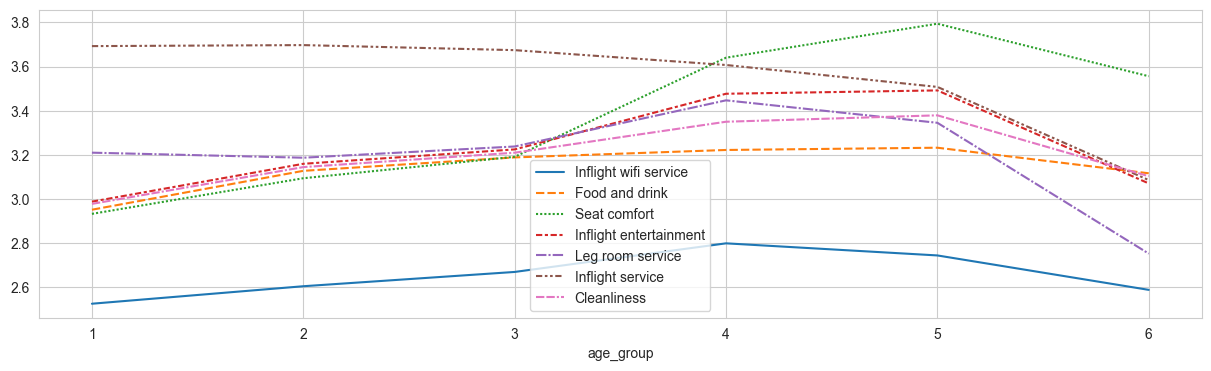 3.8
3.6
3.4
3.2
3.0
2.8
2.6
Inflight wifi service
Food and drink
Seat comfort
Inflight entertainment
Leg room service
Inflight service
Cleanliness
1 2 3 4 5 6
age_group